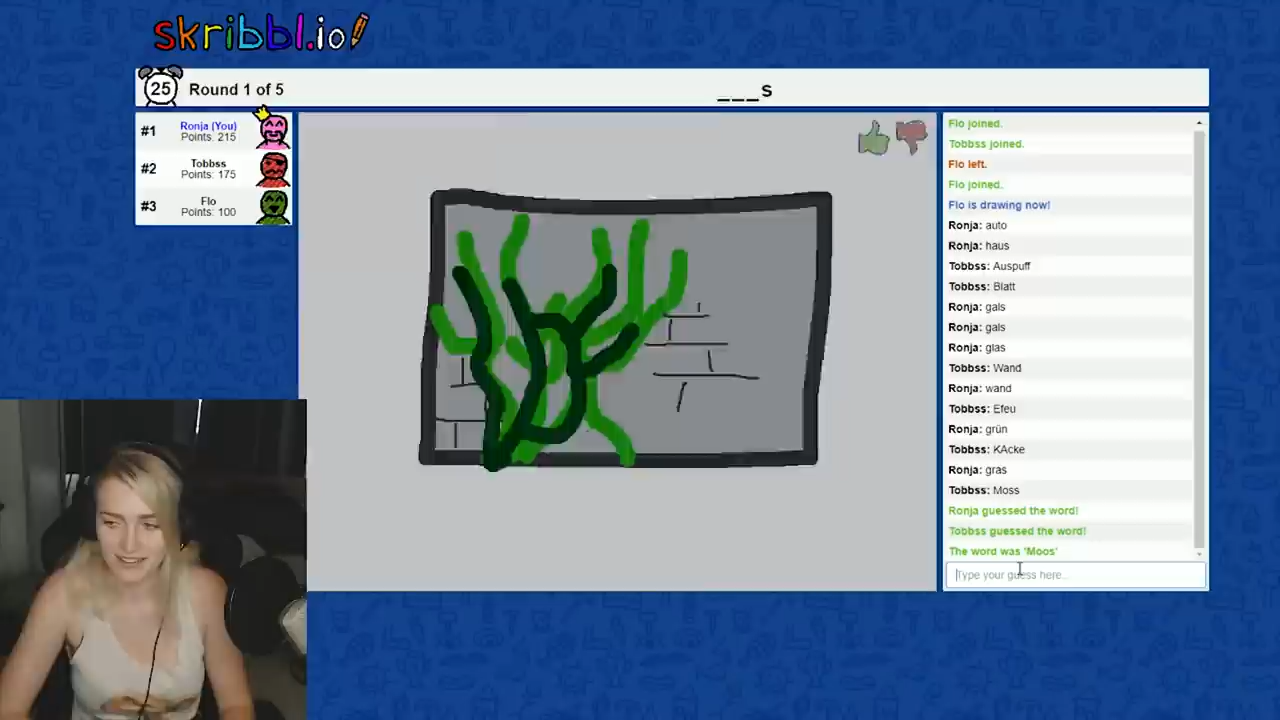 skribbl.io
25 Round 1 of 5
___s
#1 Ronja (You)
Points: 215
#2 Tobbss
Points: 175
#3 Flo
Points: 100
Flo joined.
Tobbss joined.
Flo left.
Flo joined.
Flo is drawing now!
Ronja: auto
Ronja: haus
Tobbss: Auspuff
Tobbss: Blatt
Ronja: gals
Ronja: gals
Ronja: glas
Tobbss: Wand
Ronja: wand
Tobbss: Efeu
Ronja: grün
Tobbss: KAcke
Ronja: gras
Tobbss: Moss
Ronja guessed the word!
Tobbss guessed the word!
The word was 'Moos'
Type your guess here...